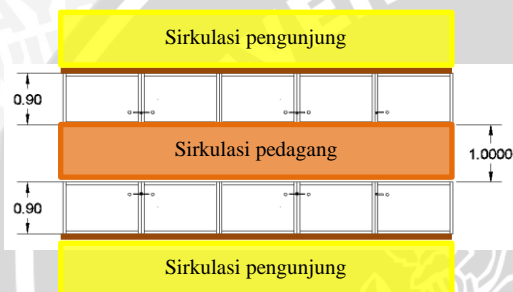 Sirkulasi pengunjung
0.90
Sirkulasi pedagang
1.0000
0.90
Sirkulasi pengunjung